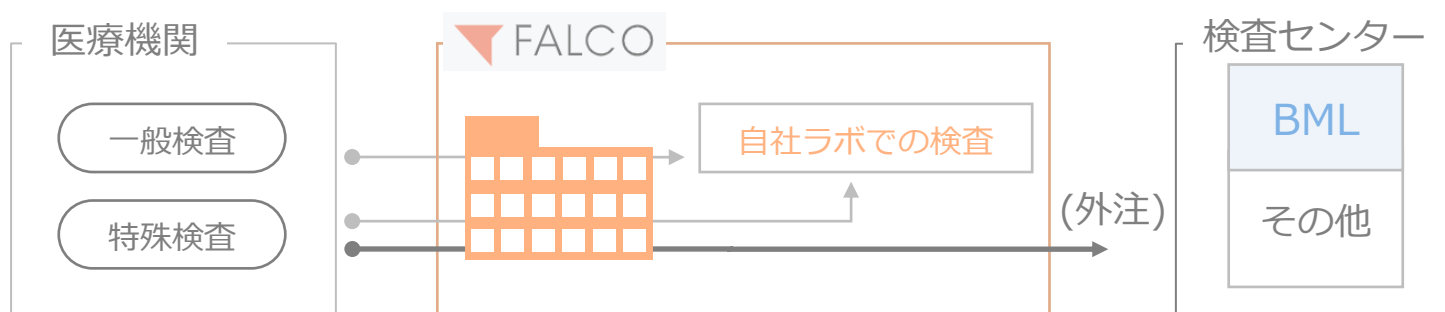 医療機関
FALCO
検査センター
一般検査
自社ラボでの検査
BML
特殊検査
(外注)
その他